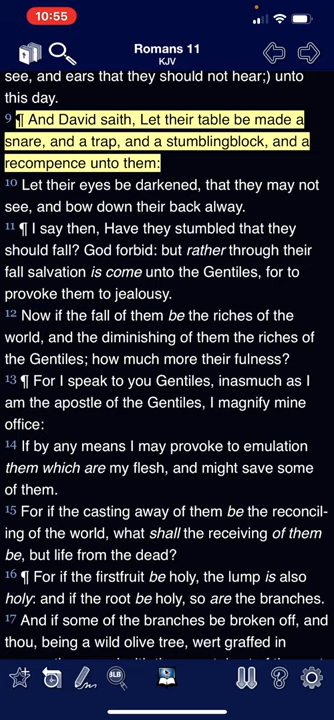 10:55
Romans 11
KJV
see, and ears that they should not hear;) unto
this day.
9 ¶ And David saith, Let their table be made a
snare, and a trap, and a stumblingblock, and a
recompence unto them:
10 Let their eyes be darkened, that they may not
see, and bow down their back alway.
11 ¶ I say then, Have they stumbled that they
should fall? God forbid: but rather through their
fall salvation is come unto the Gentiles, for to
provoke them to jealousy.
12 Now if the fall of them be the riches of the
world, and the diminishing of them the riches of
the Gentiles; how much more their fulness?
13 ¶ For I speak to you Gentiles, inasmuch as I
am the apostle of the Gentiles, I magnify mine
office:
14 If by any means I may provoke to emulation
them which are my flesh, and might save some
of them.
15 For if the casting away of them be the reconcil-
ing of the world, what shall the receiving of them
be, but life from the dead?
16 ¶ For if the firstfruit be holy, the lump is also
holy: and if the root be holy, so are the branches.
17 And if some of the branches be broken off, and
thou, being a wild olive tree, wert graffed in
SLB